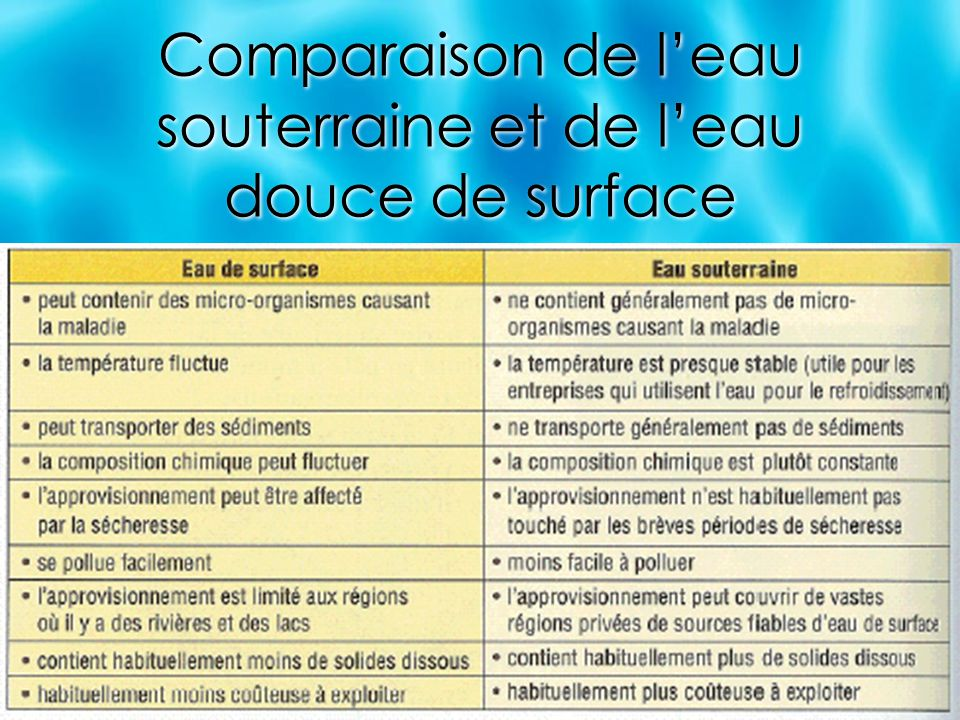 Comparaison de l’eau
souterraine et de l’eau
douce de surface
Eau de surface
Eau souterraine
• peut contenir des micro-organismes causant
la maladie
• ne contient généralement pas de micro-
organismes causant la maladie
• la température fluctue
• la température est presque stable (utile pour les
entreprises qui utilisent l'eau pour le refroidissement)
• peut transporter des sédiments
• ne transporte généralement pas de sédiments
• la composition chimique peut fluctuer
• la composition chimique est plutôt constante
• l'approvisionnement peut être affecté
par la sécheresse
• l'approvisionnement n'est habituellement pas
touché par les brèves périodes de sécheresse
• se pollue facilement
• moins facile à polluer
• l'approvisionnement est limité aux régions
où il y a des rivières et des lacs
• l'approvisionnement peut couvrir de vastes
régions privées de sources fiables d'eau de surface
• contient habituellement moins de solides dissous
• contient habituellement plus de solides dissous
• habituellement moins coûteuse à exploiter
• habituellement plus coûteuse à exploiter